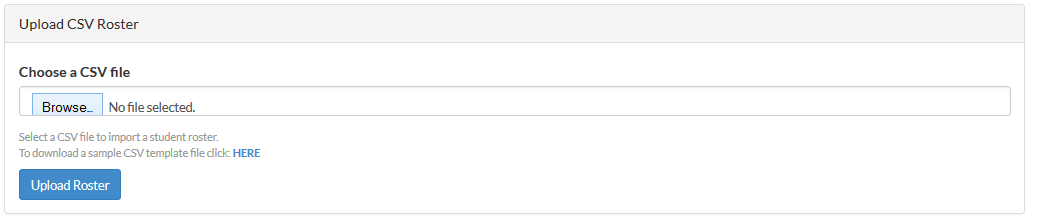 Upload CSV Roster
Choose a CSV file
Browse... No file selected.
Select a CSV file to import a student roster.
To download a sample CSV template file click: HERE
Upload Roster